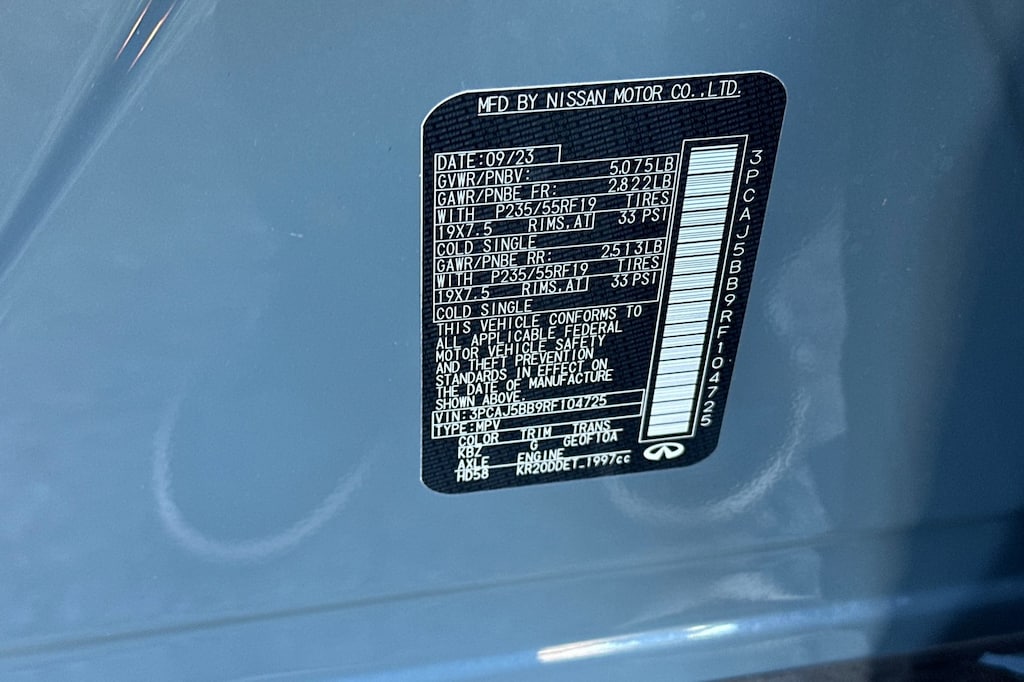 MFD BY NISSAN MOTOR CO.,LTD.
DATE:09/23
GVWR/PNBV: 5,075LB
GAWR/PNBE FR: 2,822LB
WITH P235/55RF19 TIRES
19X7.5 RIMS,AT 33 PSI
COLD SINGLE
GAWR/PNBE RR: 2,513LB
WITH P235/55RF19 TIRES
19X7.5 RIMS,AT 33 PSI
COLD SINGLE
THIS VEHICLE CONFORMS TO
ALL APPLICABLE FEDERAL
MOTOR VEHICLE SAFETY
AND THEFT PREVENTION
STANDARDS IN EFFECT ON
THE DATE OF MANUFACTURE
SHOWN ABOVE.
VIN:3PCAJ5BB9RF104725
TYPE:MPV
COLOR TRIM TRANS
KBZ G GE0F10A
AXLE ENGINE
HD58 KR20DDET_1997cc
3PCAJ5BB9RF104725